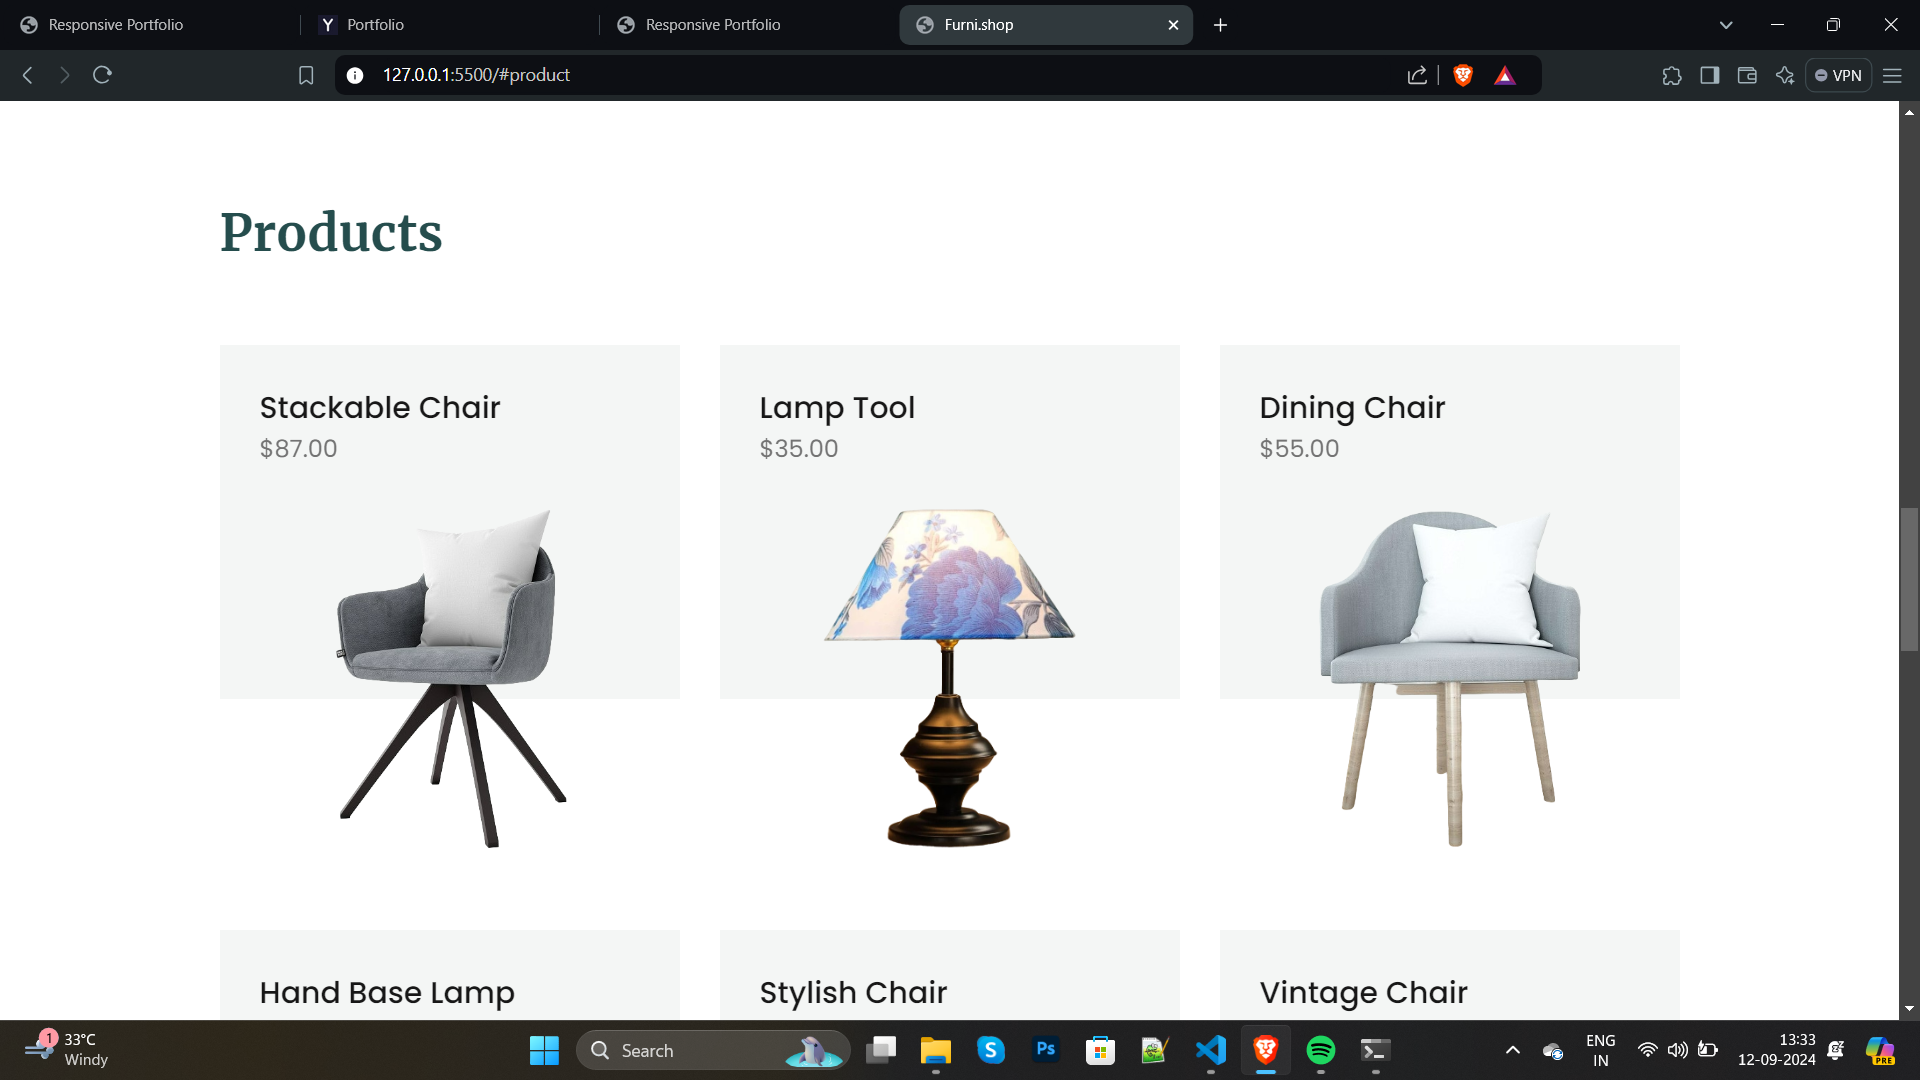 Responsive Portfolio
Y Portfolio
Responsive Portfolio
Furni.shop
127.0.0.1:5500/#product
VPN
Products
Stackable Chair
$87.00
Lamp Tool
$35.00
Dining Chair
$55.00
Hand Base Lamp
Stylish Chair
Vintage Chair
1
33°C
Windy
Search
S
Ps
ENG
IN
13:33
12-09-2024
PRE